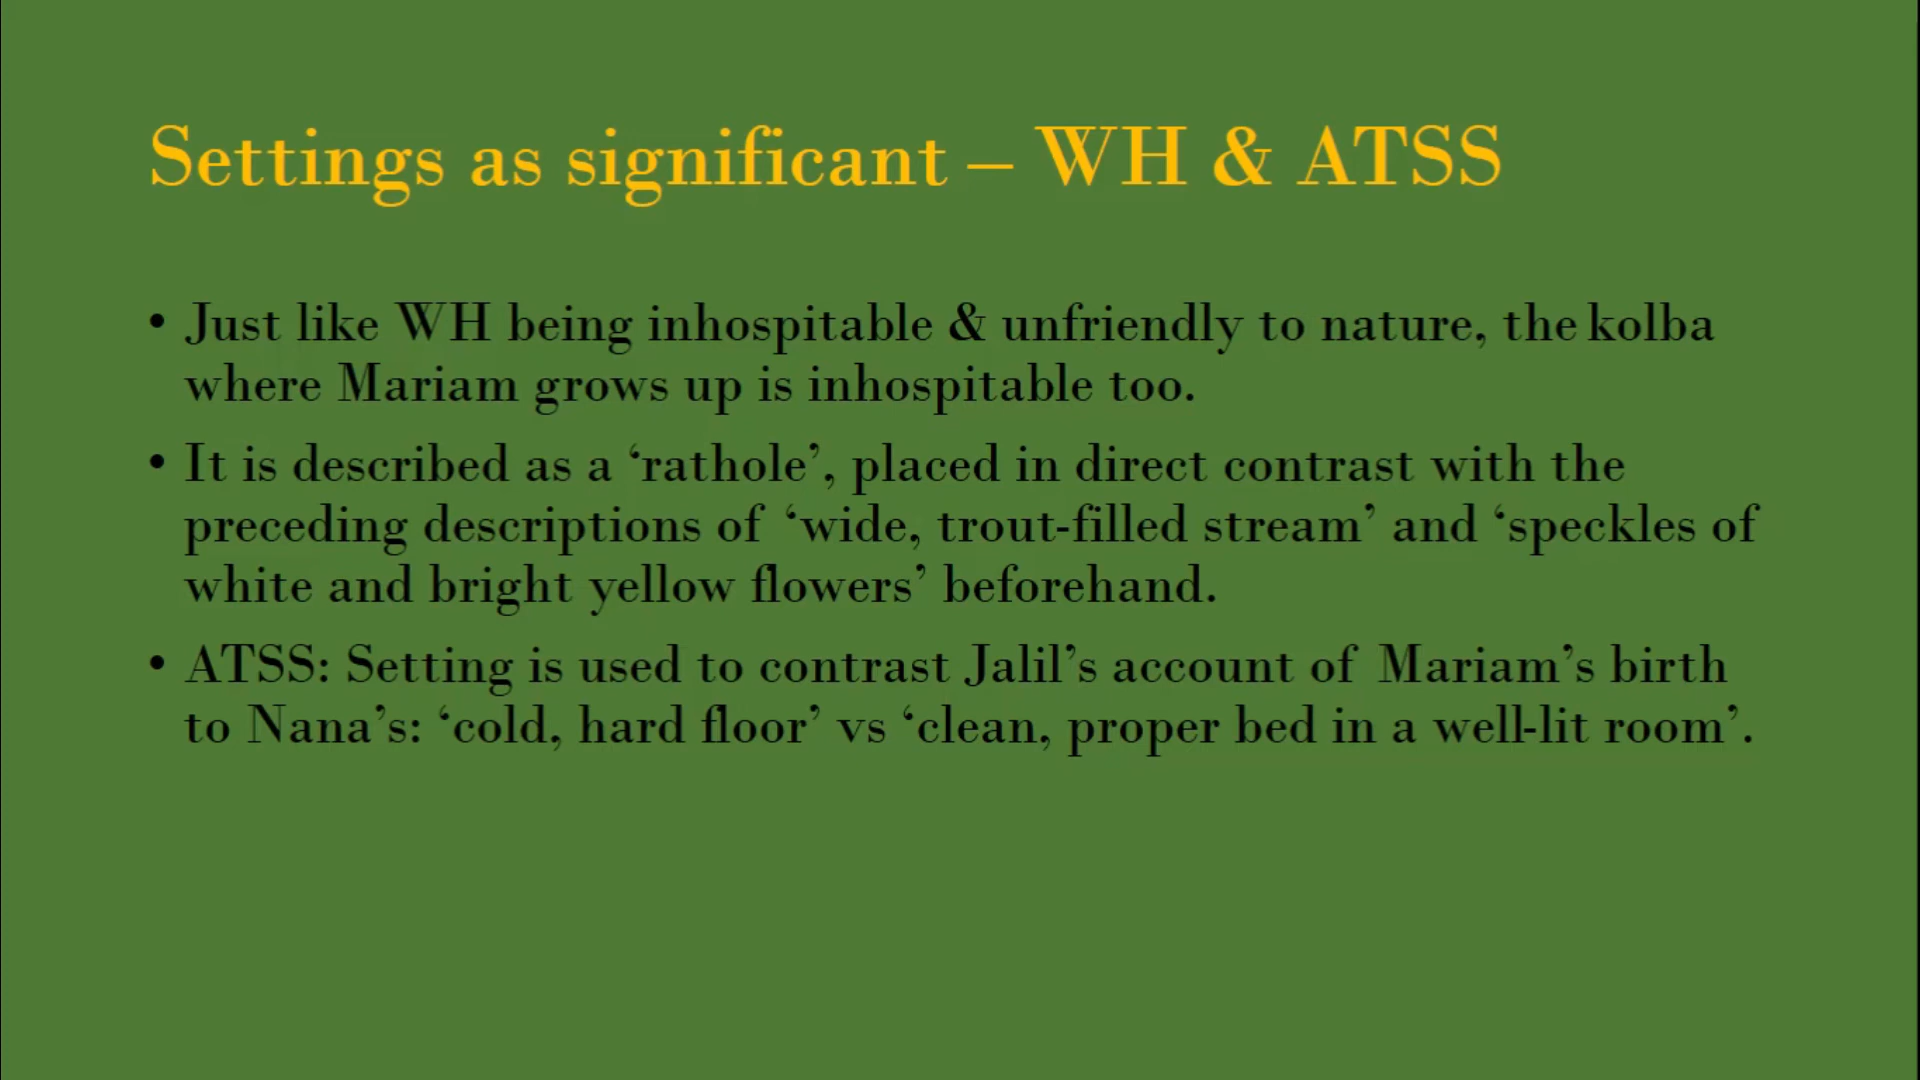 Settings as significant – WH & ATSS
• Just like WH being inhospitable & unfriendly to nature, the kolba
where Mariam grows up is inhospitable too.
• It is described as a ‘rathole’, placed in direct contrast with the
preceding descriptions of ‘wide, trout-filled stream’ and ‘speckles of
white and bright yellow flowers’ beforehand.
• ATSS: Setting is used to contrast Jalil’s account of Mariam’s birth
to Nana’s: ‘cold, hard floor’ vs ‘clean, proper bed in a well-lit room’.